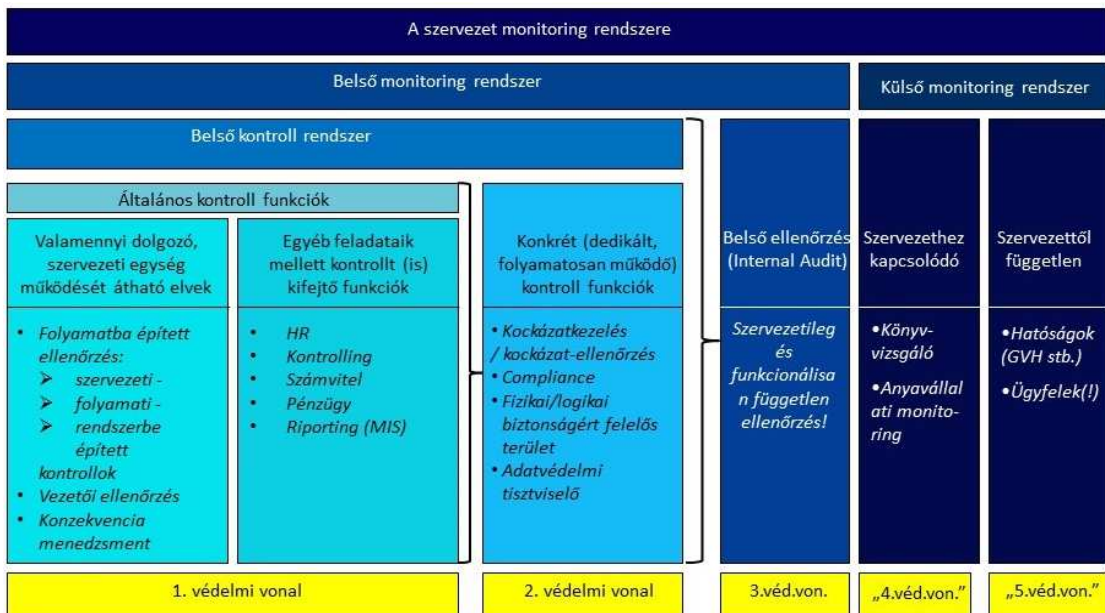 A szervezet monitoring rendszere
Belső monitoring rendszer
Külső monitoring rendszer
Belső kontroll rendszer
Általános kontroll funkciók
Valamennyi dolgozó,
szervezeti egység
működését átható elvek
• Folyamatba épített
ellenőrzés:
➤ szervezeti -
➤ folyamati -
➤ rendszerbe
épített
kontrollok
• Vezetői ellenőrzés
• Konzekvencia
menedzsment
Egyéb feladataik
mellett kontrollt (is)
kifejtő funkciók
• HR
• Kontrolling
• Számvitel
• Pénzügy
• Riporting (MIS)
Konkrét (dedikált,
folyamatosan működő)
kontroll funkciók
• Kockázatkezelés
/ kockázat-ellenőrzés
• Compliance
• Fizikai/logikai
biztonságért felelős
terület
• Adatvédelmi
tisztviselő
Belső ellenőrzés
(Internal Audit)
Szervezetileg
és
funkcionálisa
n független
ellenőrzés!
Szervezethez
kapcsolódó
•Könyv-
vizsgáló
•Anyavállal
ati monito-
ring
Szervezettől
független
•Hatóságok
(GVH stb.)
•Ügyfelek(!)
1. védelmi vonal
2. védelmi vonal
3.véd.von.
„4.véd.von.”
„5.véd.von.”